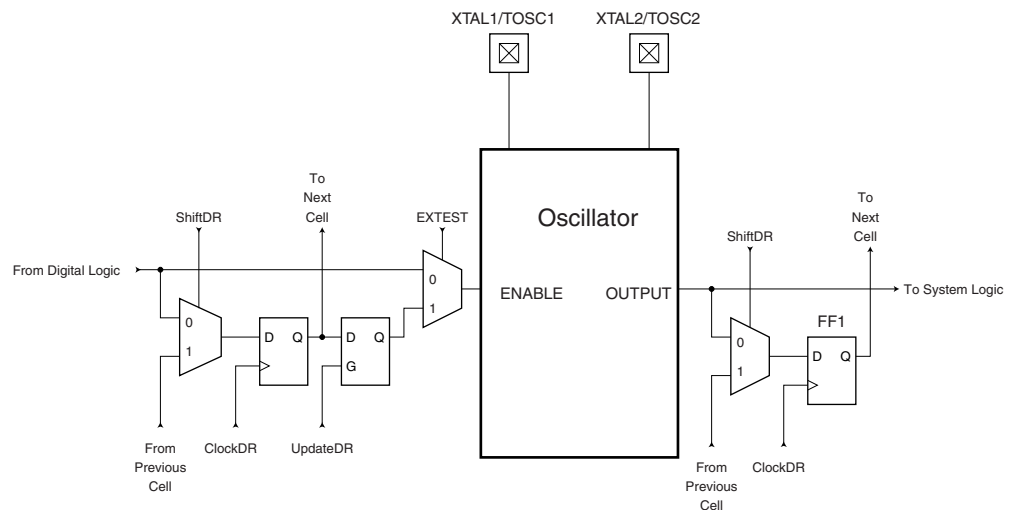 XTAL1/TOSC1
XTAL2/TOSC2
To
Next
Cell
ShiftDR
EXTEST
From Digital Logic
0
1
D Q
D Q
G
0
1
From
Previous
Cell
ClockDR
UpdateDR
Oscillator
ENABLE
OUTPUT
To
Next
Cell
ShiftDR
To System Logic
FF1
0
1
D Q
From
Previous
Cell
ClockDR